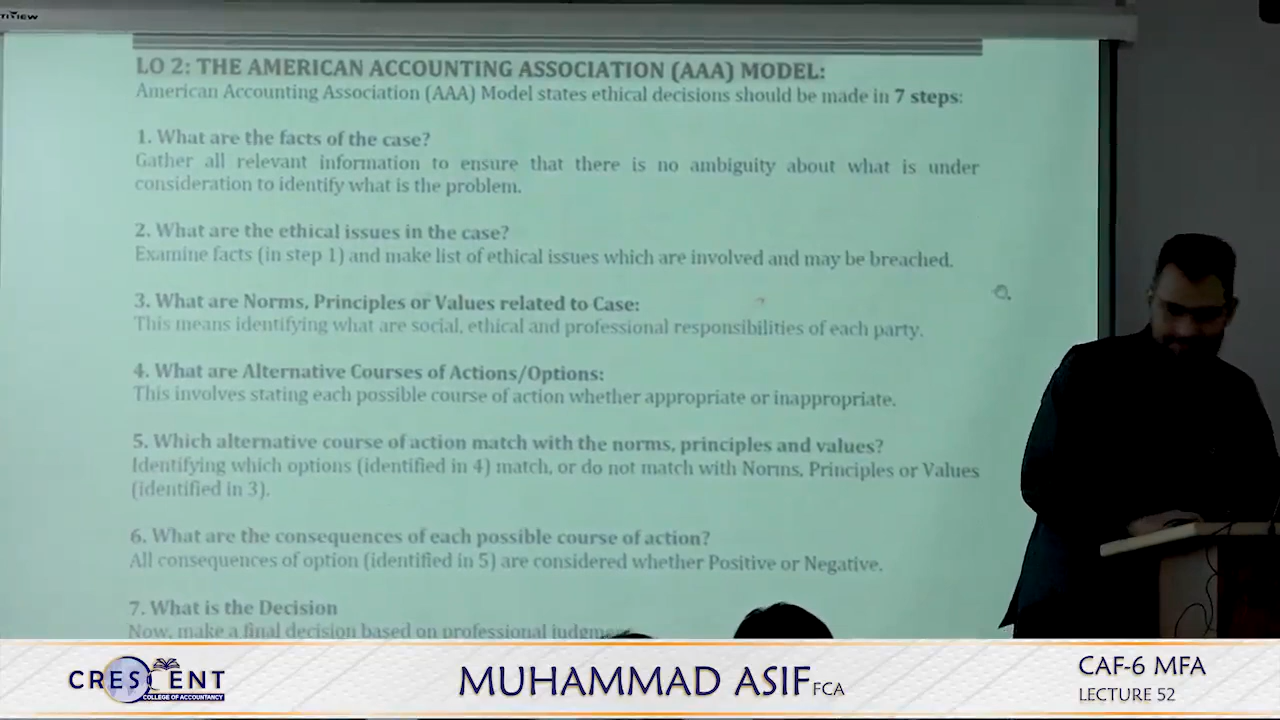 LO 2: THE AMERICAN ACCOUNTING ASSOCIATION (AAA) MODEL:
American Accounting Association (AAA) Model states ethical decisions should be made in 7 steps:
1. What are the facts of the case?
Gather all relevant information to ensure that there is no ambiguity about what is under
consideration to identify what is the problem.
2. What are the ethical issues in the case?
Examine facts (in step 1) and make list of ethical issues which are involved and may be breached.
3. What are Norms, Principles or Values related to Case:
This means identifying what are social, ethical and professional responsibilities of each party.
4. What are Alternative Courses of Actions/Options:
This involves stating each possible course of action whether appropriate or inappropriate.
5. Which alternative course of action match with the norms, principles and values?
Identifying which options (identified in 4) match, or do not match with Norms, Principles or Values
(identified in 3).
6. What are the consequences of each possible course of action?
All consequences of option (identified in 5) are considered whether Positive or Negative.
7. What is the Decision
Now, make a final decision based on professional
CRESCENT
COLLEGE OF ACCOUNTANCY
MUHAMMAD ASIF FCA
CAF-6 MFA
LECTURE 52